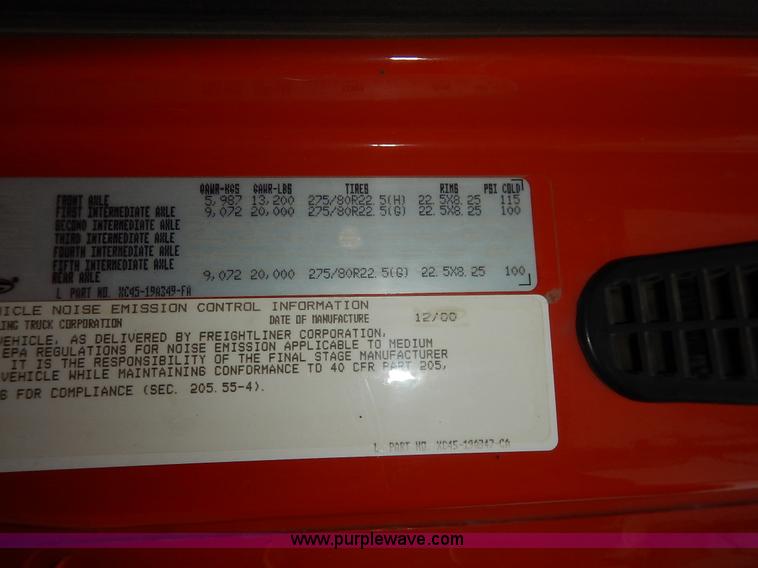 GAWR-KGS GAWR-LBS TIRES RIMS PSI COLD
FRONT AXLE 5,987 13,200 275/80R22.5(H) 22.5X8.25 115
FIRST INTERMEDIATE AXLE 9,072 20,000 275/80R22.5(G) 22.5X8.25 100
SECOND INTERMEDIATE AXLE
THIRD INTERMEDIATE AXLE
FOURTH INTERMEDIATE AXLE
FIFTH INTERMEDIATE AXLE
REAR AXLE 9,072 20,000 275/80R22.5(G) 22.5X8.25 100
L PART NO. XC45-19A349-FA
HICLE NOISE EMISSION CONTROL INFORMATION
LING TRUCK CORPORATION DATE OF MANUFACTURE 12/00
VEHICLE, AS DELIVERED BY FREIGHTLINER CORPORATION,
EPA REGULATIONS FOR NOISE EMISSION APPLICABLE TO MEDIUM
IT IS THE RESPONSIBILITY OF THE FINAL STAGE MANUFACTURER
VEHICLE WHILE MAINTAINING CONFORMANCE TO 40 CFR PART 205,
G FOR COMPLIANCE (SEC. 205.55-4).
L PART NO. XC45-19A347-CA
www.purplewave.com